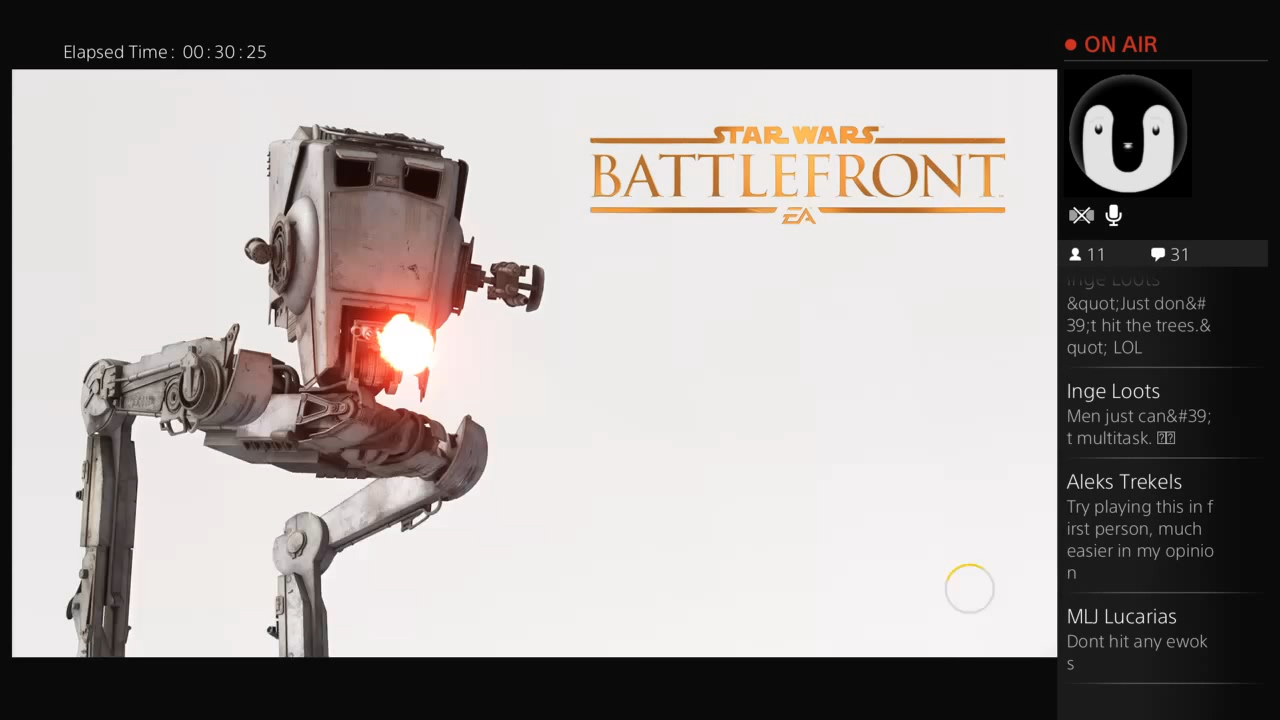 Elapsed Time: 00:30:25
ON AIR
STAR WARS
BATTLEFRONT
EA
11
31
Inge Loots
&quot;Just don&#
39;t hit the trees.&
quot; LOL
Inge Loots
Men just can&#39;
t multitask.
Aleks Trekels
Try playing this in f
irst person, much
easier in my opinio
n
MLJ Lucarias
Dont hit any ewok
s